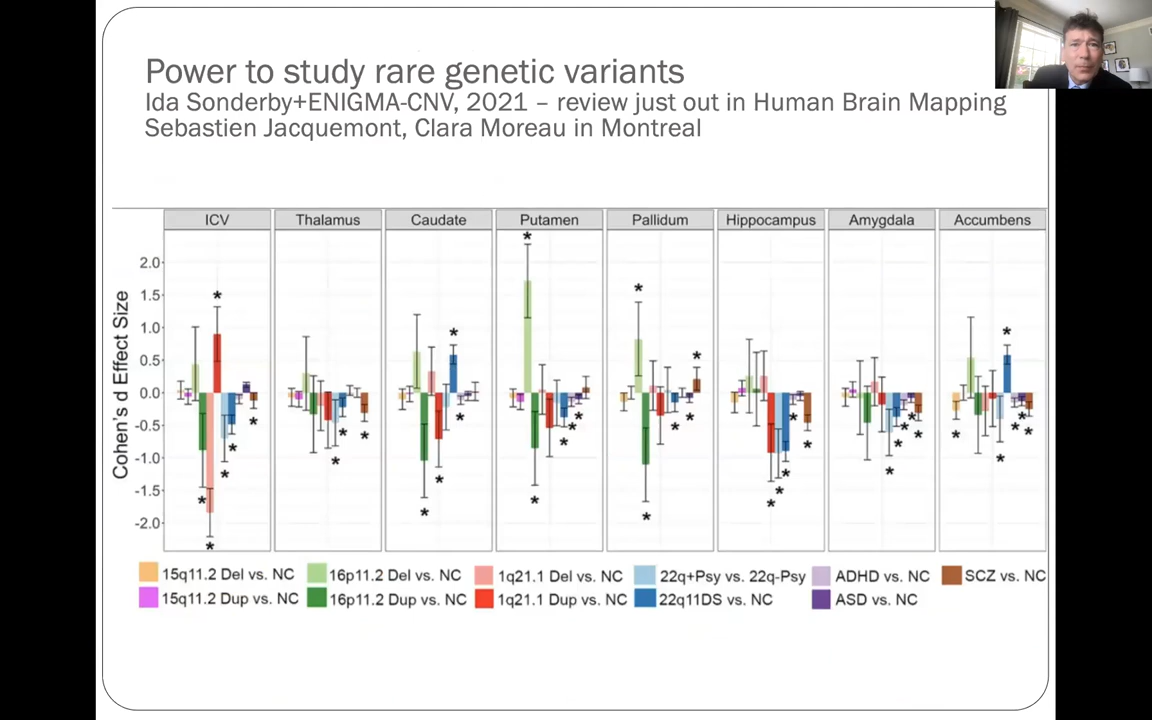 Power to study rare genetic variants
Ida Sonderby+ENIGMA-CNV, 2021 – review just out in Human Brain Mapping
Sebastien Jacquemont, Clara Moreau in Montreal
ICV Thalamus Caudate Putamen Pallidum Hippocampus Amygdala Accumbens
Cohen's d Effect Size
2.0
1.5
1.0
0.5
0.0
-0.5
-1.0
-1.5
-2.0
15q11.2 Del vs. NC 16p11.2 Del vs. NC 1q21.1 Del vs. NC 22q+Psy vs. 22q-Psy ADHD vs. NC SCZ vs. NC
15q11.2 Dup vs. NC 16p11.2 Dup vs. NC 1q21.1 Dup vs. NC 22q11DS vs. NC ASD vs. NC